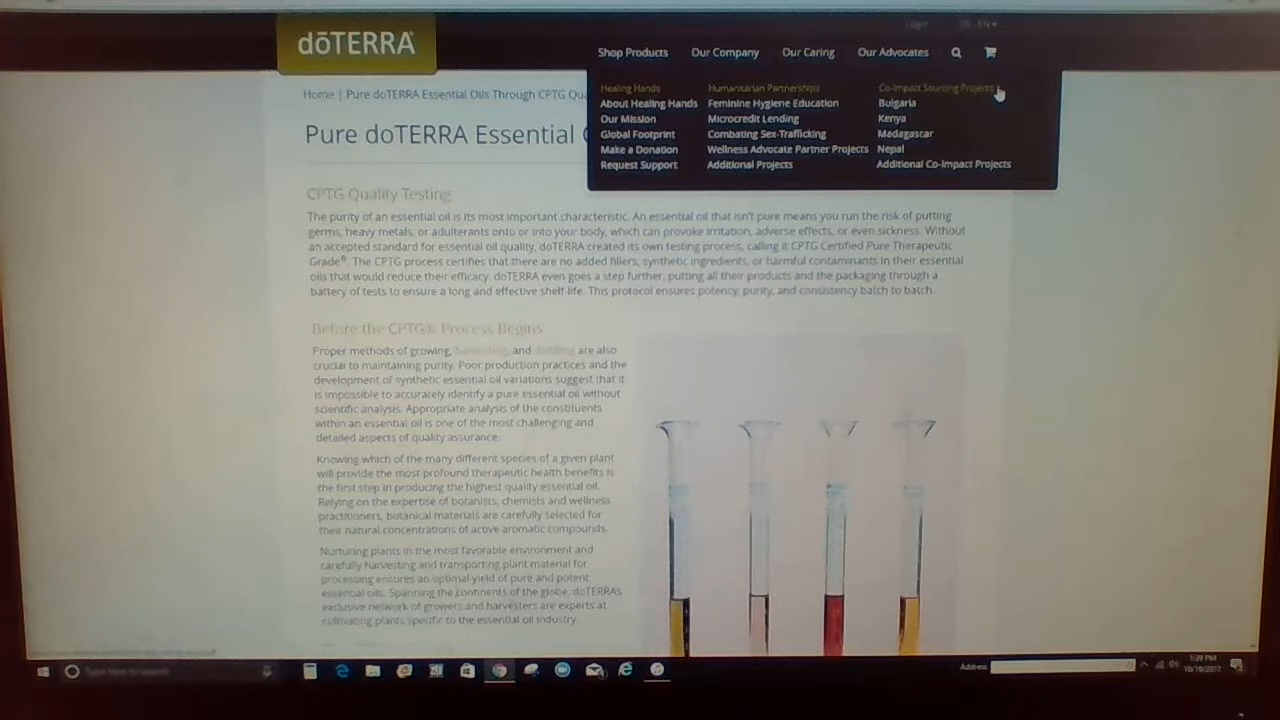 dōTERRA
Login US EN
Shop Products Our Company Our Caring Our Advocates
Healing Hands Humanitarian Partnerships Co-Impact Sourcing Projects
About Healing Hands Feminine Hygiene Education Bulgaria
Our Mission Microcredit Lending Kenya
Global Footprint Combating Sex-Trafficking Madagascar
Make a Donation Wellness Advocate Partner Projects Nepal
Request Support Additional Projects Additional Co-Impact Projects
Home | Pure doTERRA Essential Oils Through CPTG Qua
Pure doTERRA Essential
CPTG Quality Testing
The purity of an essential oil is its most important characteristic. An essential oil that isn't pure means you run the risk of putting
germs, heavy metals, or adulterants onto or into your body, which can provoke irritation, adverse effects, or even sickness. Without
an accepted standard for essential oil quality, dōTERRA created its own testing process, calling it CPTG Certified Pure Therapeutic
Grade®. The CPTG process certifies that there are no added fillers, synthetic ingredients, or harmful contaminants in their essential
oils that would reduce their efficacy. dōTERRA even goes a step further, putting all their products and the packaging through a
battery of tests to ensure a long and effective shelf-life. This protocol ensures potency, purity, and consistency batch to batch.
Before the CPTG® Process Begins
Proper methods of growing, harvesting, and distilling are also
crucial to maintaining purity. Poor production practices and the
development of synthetic essential oil variations suggest that it
is impossible to accurately identify a pure essential oil without
scientific analysis. Appropriate analysis of the constituents
within an essential oil is one of the most challenging and
detailed aspects of quality assurance.
Knowing which of the many different species of a given plant
will provide the most profound therapeutic health benefits is
the first step in producing the highest quality essential oil.
Relying on the expertise of botanists, chemists and wellness
practitioners, botanical materials are carefully selected for
their natural concentrations of active aromatic compounds.
Nurturing plants in the most favorable environment and
carefully harvesting and transporting plant material for
processing ensures an optimal yield of pure and potent
essential oils. Spanning the continents of the globe, doTERRA's
exclusive network of growers and harvesters are experts at
cultivating plants specific to the essential oil industry.
Type here to search
Address
1:39 PM
10/19/2017